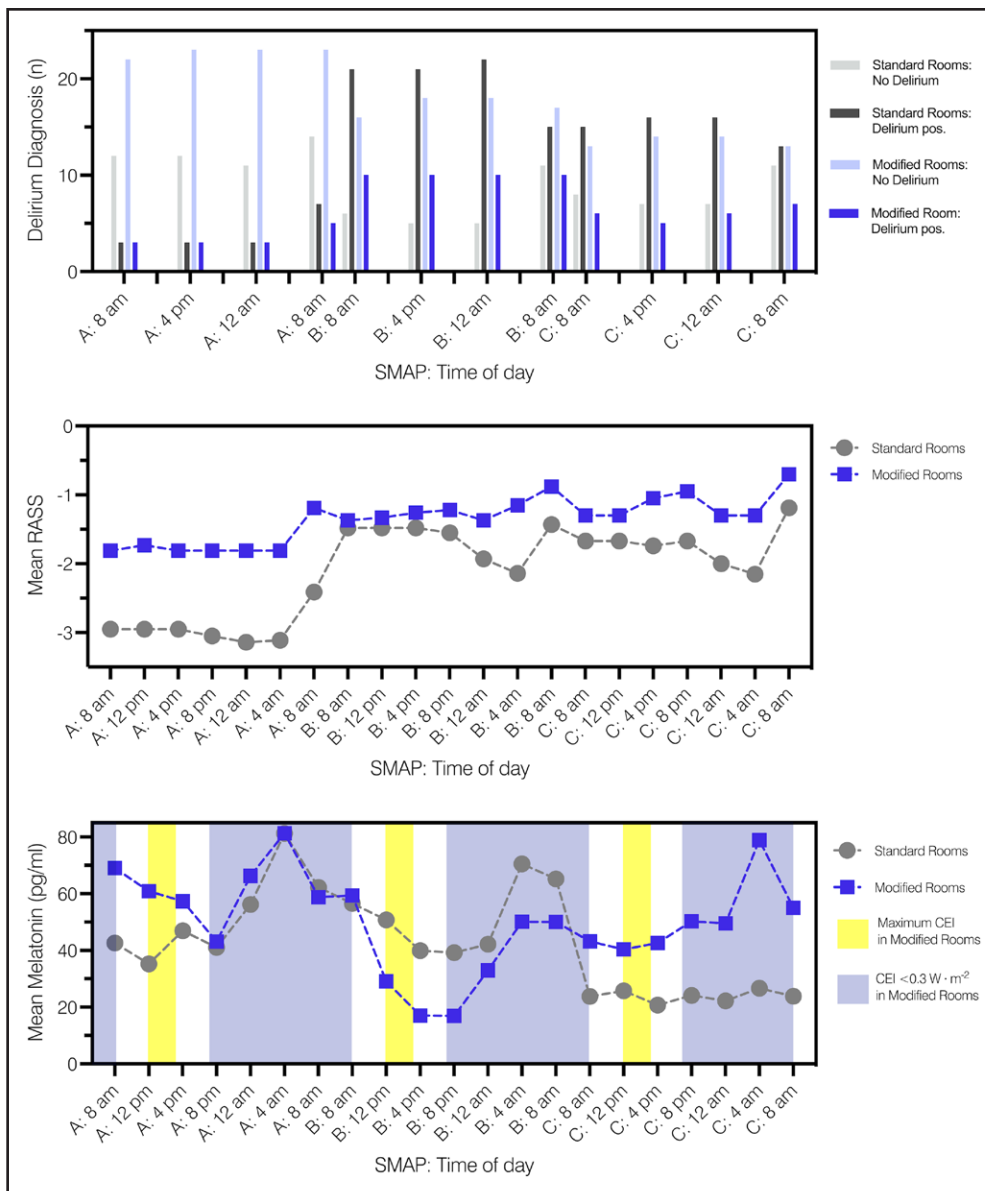 Delirium Diagnosis (n)
20
10
0
A: 8 am
A: 4 pm
A: 12 am
A: 8 am
B: 8 am
B: 4 pm
B: 12 am
B: 8 am
C: 8 am
C: 4 pm
C: 12 am
C: 8 am
SMAP: Time of day
Standard Rooms:
No Delirium
Standard Rooms:
Delirium pos.
Modified Rooms:
No Delirium
Modified Room:
Delirium pos.
Mean RASS
0
-1
-2
-3
A: 8 am
A: 12 pm
A: 4 pm
A: 8 pm
A: 12 am
A: 4 am
A: 8 am
B: 8 am
B: 12 pm
B: 4 pm
B: 8 pm
B: 12 am
B: 4 am
B: 8 am
C: 8 am
C: 12 pm
C: 4 pm
C: 8 pm
C: 12 am
C: 4 am
C: 8 am
SMAP: Time of day
Standard Rooms
Modified Rooms
Mean Melatonin (pg/ml)
80
60
40
20
0
A: 8 am
A: 12 pm
A: 4 pm
A: 8 pm
A: 12 am
A: 4 am
A: 8 am
B: 8 am
B: 12 pm
B: 4 pm
B: 8 pm
B: 12 am
B: 4 am
B: 8 am
C: 8 am
C: 12 pm
C: 4 pm
C: 8 pm
C: 12 am
C: 4 am
C: 8 am
SMAP: Time of day
Standard Rooms
Modified Rooms
Maximum CEI
in Modified Rooms
CEI <0.3 W · m⁻²
in Modified Rooms